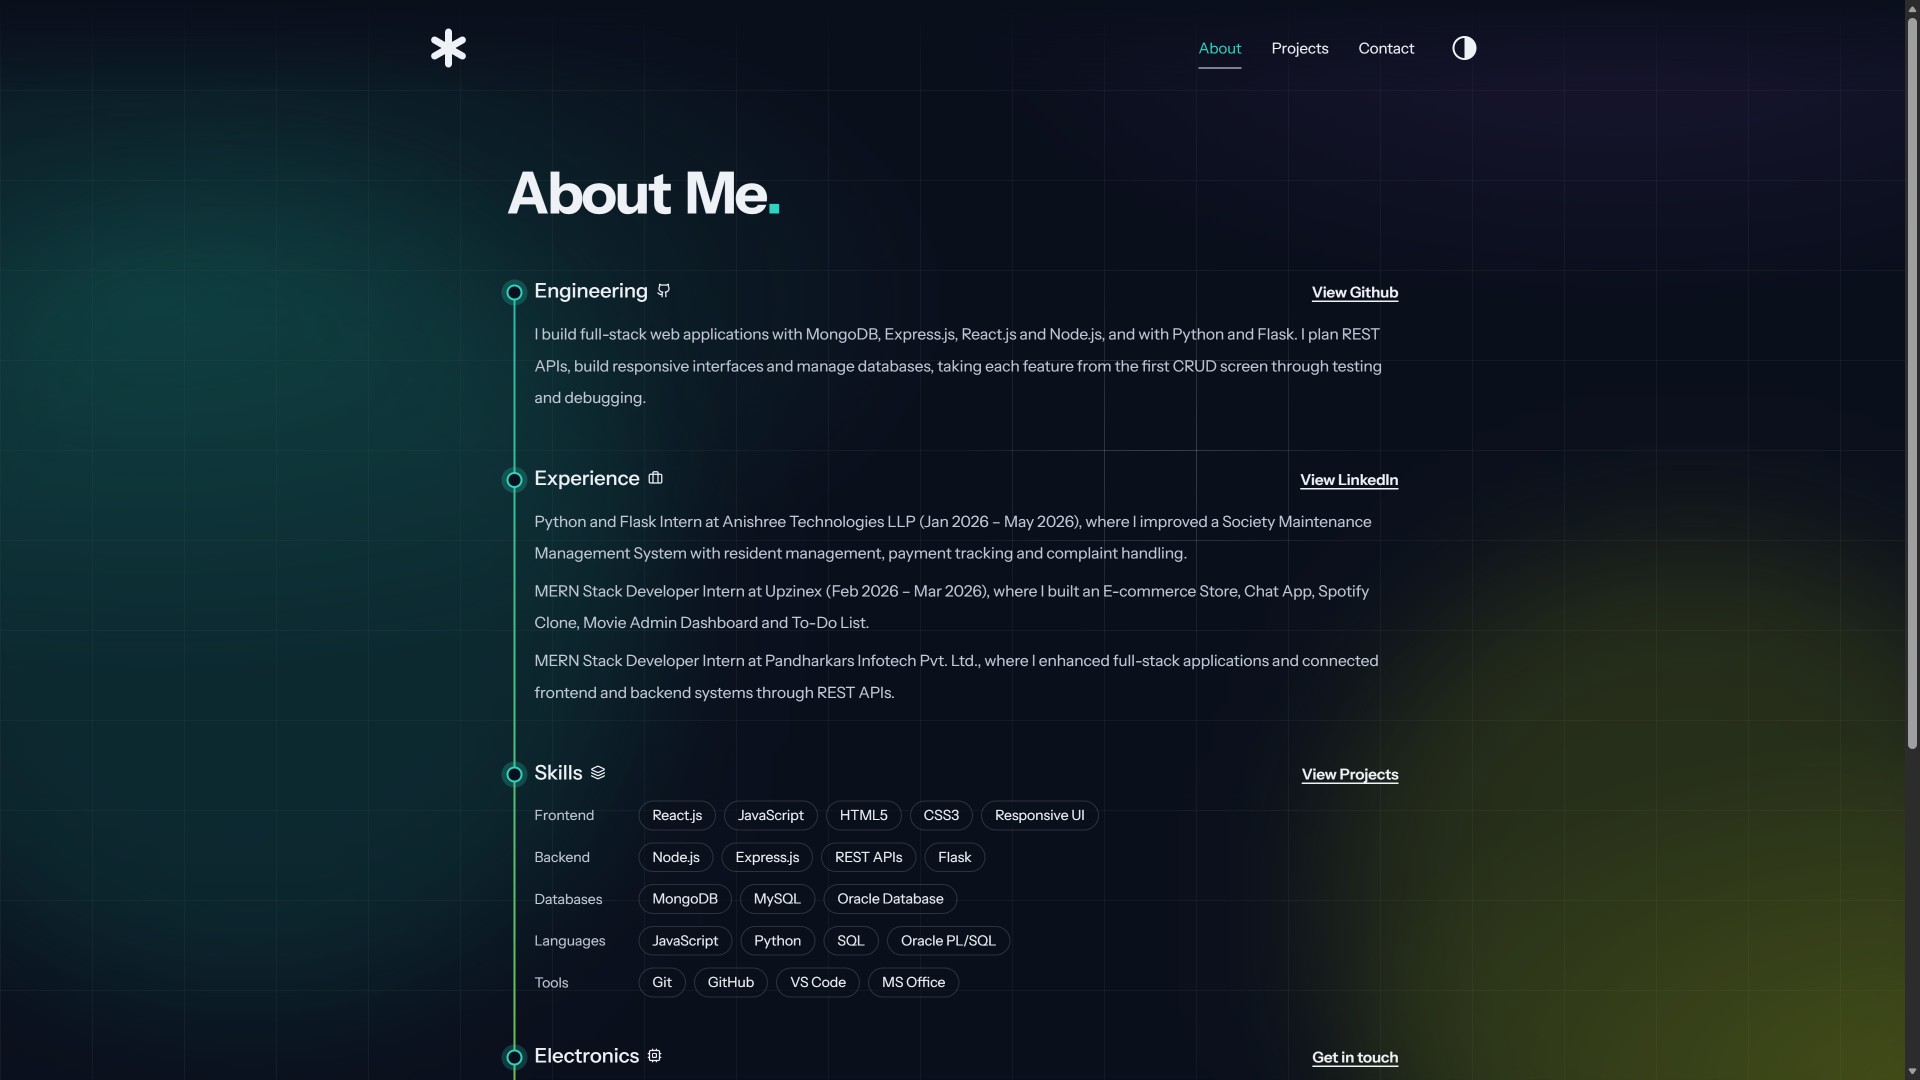 About Projects Contact
About Me.
Engineering View Github
I build full-stack web applications with MongoDB, Express.js, React.js and Node.js, and with Python and Flask. I plan REST
APIs, build responsive interfaces and manage databases, taking each feature from the first CRUD screen through testing
and debugging.
Experience View LinkedIn
Python and Flask Intern at Anishree Technologies LLP (Jan 2026 – May 2026), where I improved a Society Maintenance
Management System with resident management, payment tracking and complaint handling.
MERN Stack Developer Intern at Upzinex (Feb 2026 – Mar 2026), where I built an E-commerce Store, Chat App, Spotify
Clone, Movie Admin Dashboard and To-Do List.
MERN Stack Developer Intern at Pandharkars Infotech Pvt. Ltd., where I enhanced full-stack applications and connected
frontend and backend systems through REST APIs.
Skills View Projects
Frontend React.js JavaScript HTML5 CSS3 Responsive UI
Backend Node.js Express.js REST APIs Flask
Databases MongoDB MySQL Oracle Database
Languages JavaScript Python SQL Oracle PL/SQL
Tools Git GitHub VS Code MS Office
Electronics Get in touch